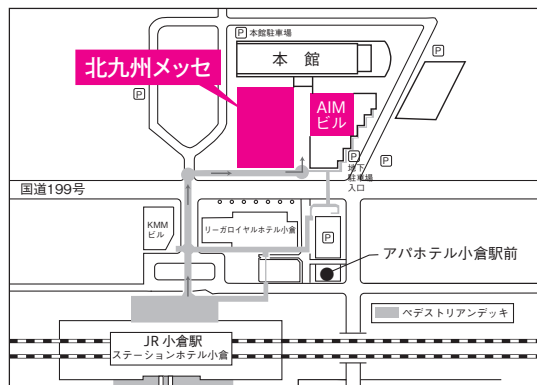 P 本館駐車場
本館
P
北九州メッセ
P
AIM
ビル
P
地下
駐車場
入口
P
国道199号
KMM
ビル
リーガロイヤルホテル小倉
P
アパホテル小倉駅前
ペデストリアンデッキ
JR 小倉駅
ステーションホテル小倉